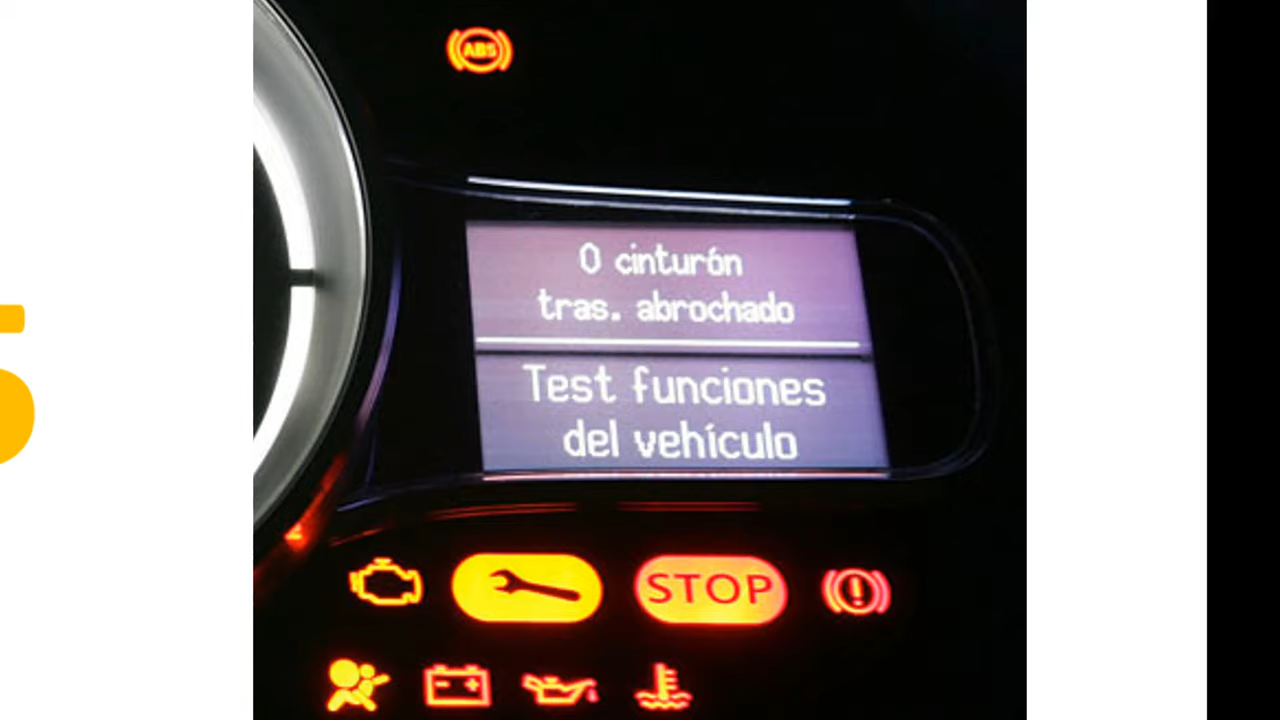 ABS
0 cinturón
tras. abrochado
Test funciones
del vehículo
STOP